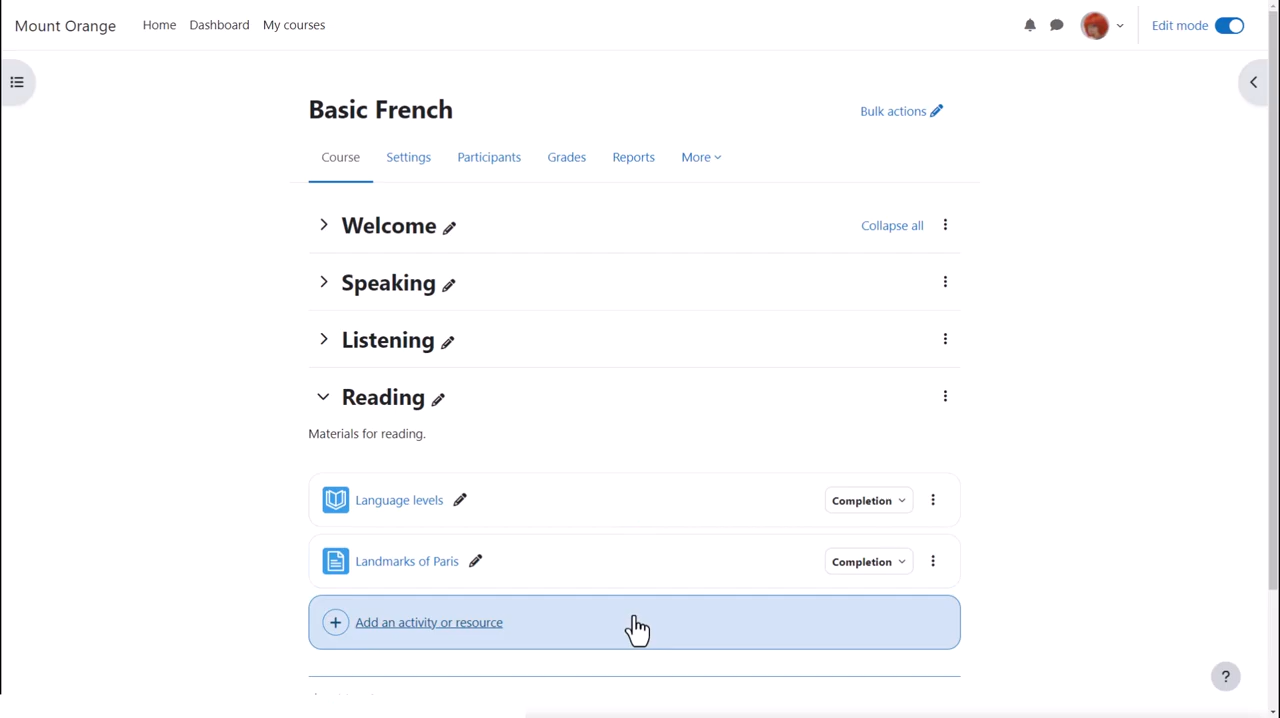 Mount Orange Home Dashboard My courses Edit mode
Basic French Bulk actions
Course Settings Participants Grades Reports More
Welcome Collapse all
Speaking
Listening
Reading
Materials for reading.
Language levels Completion
Landmarks of Paris Completion
+ Add an activity or resource
?